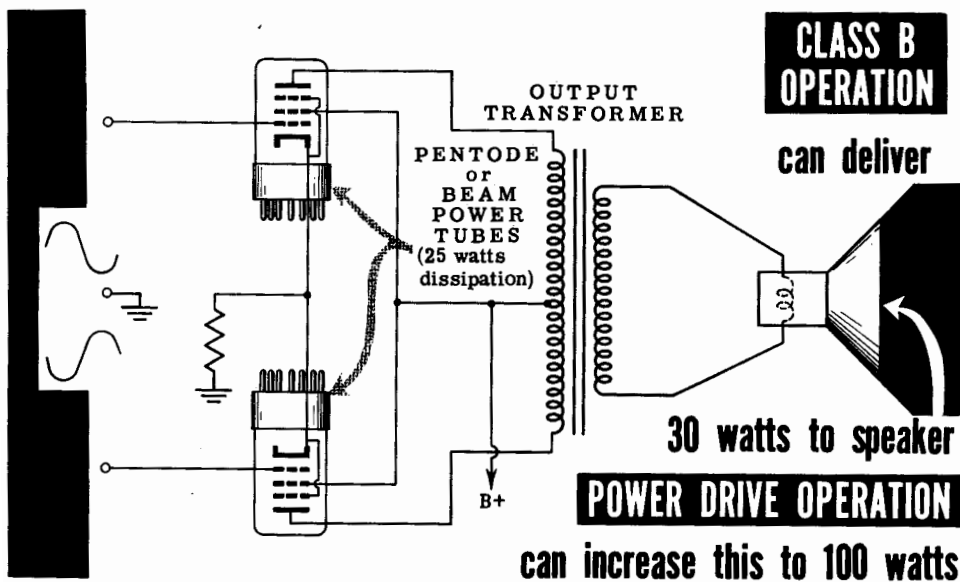 CLASS B
OPERATION
can deliver
OUTPUT
TRANSFORMER
PENTODE
or
BEAM
POWER
TUBES
(25 watts
dissipation)
B+
30 watts to speaker
POWER DRIVE OPERATION
can increase this to 100 watts